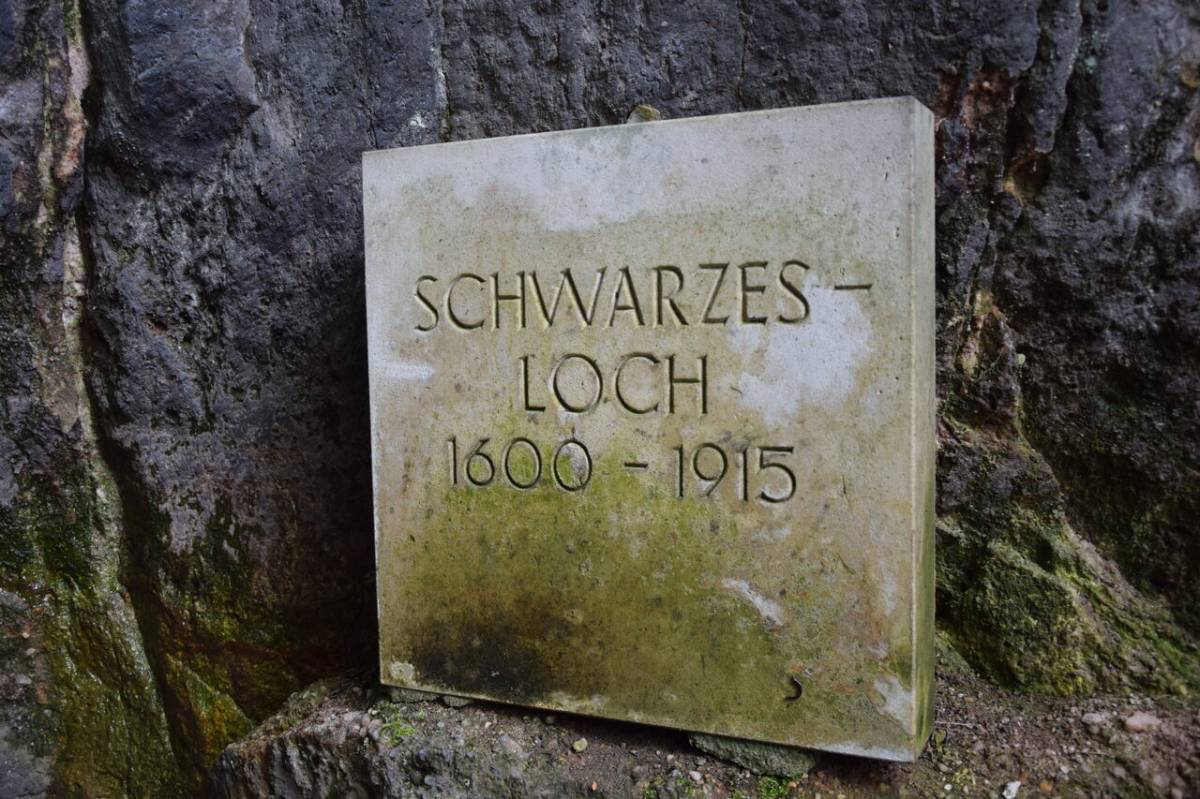 SCHWARZES –
LOCH
1600 – 1915